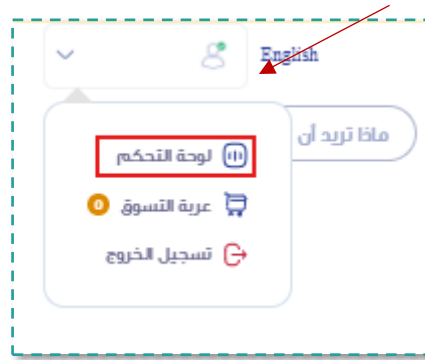 English
ماذا تريد أن
لوحة التحكم
عربة التسوق 0
تسجيل الخروج